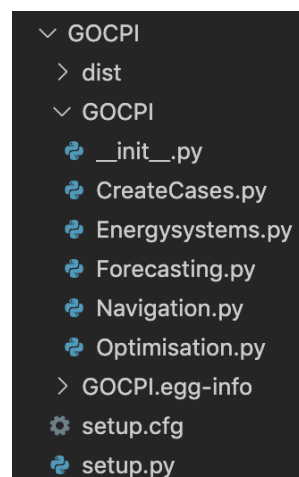 GOCPI
dist
GOCPI
__init__.py
CreateCases.py
Energysystems.py
Forecasting.py
Navigation.py
Optimisation.py
GOCPI.egg-info
setup.cfg
setup.py